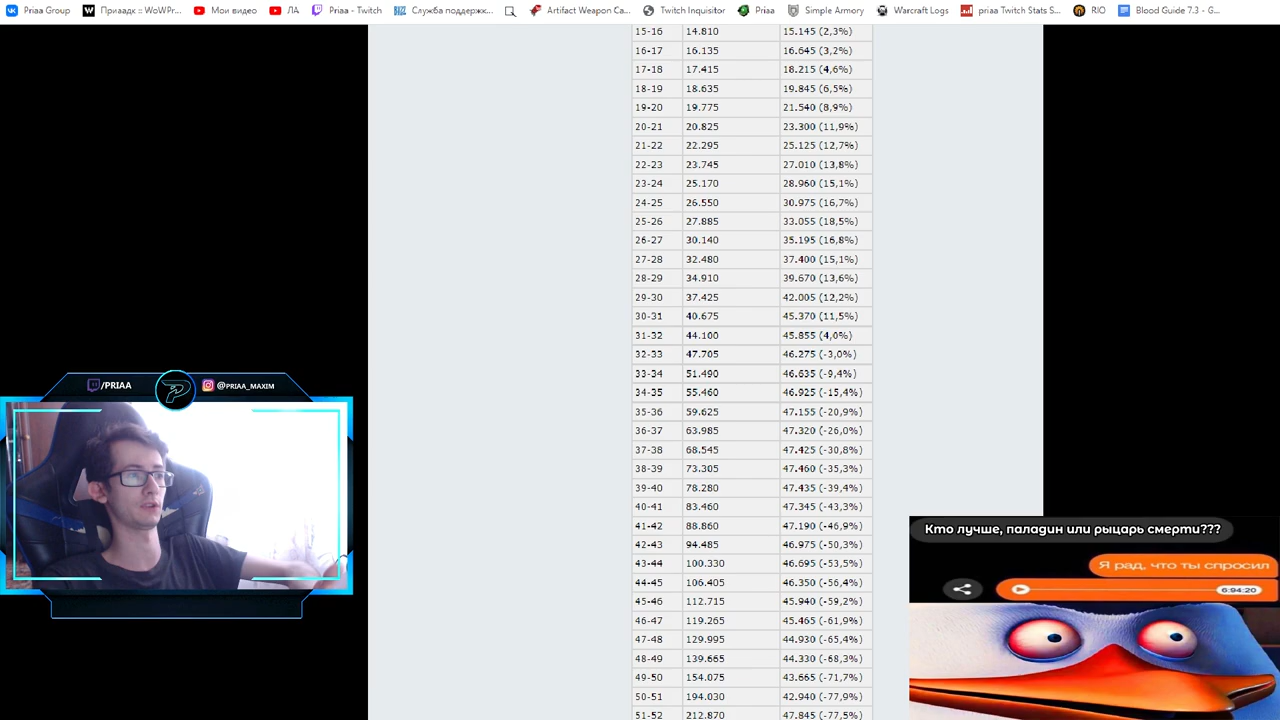 Priaa Group
Приаадк :: WoWPr...
Мои видео
ЛА
Priaa - Twitch
Служба поддержк...
Artifact Weapon Ca...
Twitch Inquisitor
Priaa
Simple Armory
Warcraft Logs
priaa Twitch Stats S...
RIO
Blood Guide 7.3 - G...
15-16 14.810 15.145 (2,3%)
16-17 16.135 16.645 (3,2%)
17-18 17.415 18.215 (4,6%)
18-19 18.635 19.845 (6,5%)
19-20 19.775 21.540 (8,9%)
20-21 20.825 23.300 (11,9%)
21-22 22.295 25.125 (12,7%)
22-23 23.745 27.010 (13,8%)
23-24 25.170 28.960 (15,1%)
24-25 26.550 30.975 (16,7%)
25-26 27.885 33.055 (18,5%)
26-27 30.140 35.195 (16,8%)
27-28 32.480 37.400 (15,1%)
28-29 34.910 39.670 (13,6%)
29-30 37.425 42.005 (12,2%)
30-31 40.675 45.370 (11,5%)
31-32 44.100 45.855 (4,0%)
32-33 47.705 46.275 (-3,0%)
33-34 51.490 46.635 (-9,4%)
34-35 55.460 46.925 (-15,4%)
35-36 59.625 47.155 (-20,9%)
36-37 63.985 47.320 (-26,0%)
37-38 68.545 47.425 (-30,8%)
38-39 73.305 47.460 (-35,3%)
39-40 78.280 47.435 (-39,4%)
40-41 83.460 47.345 (-43,3%)
41-42 88.860 47.190 (-46,9%)
42-43 94.485 46.975 (-50,3%)
43-44 100.330 46.695 (-53,5%)
44-45 106.405 46.350 (-56,4%)
45-46 112.715 45.940 (-59,2%)
46-47 119.265 45.465 (-61,9%)
47-48 129.995 44.930 (-65,4%)
48-49 139.665 44.330 (-68,3%)
49-50 154.075 43.665 (-71,7%)
50-51 194.030 42.940 (-77,9%)
51-52 212.870 47.845 (-77,5%)
/PRIAA
@PRIAA_MAXIM
Кто лучше, паладин или рыцарь смерти???
Я рад, что ты спросил
6:94:20